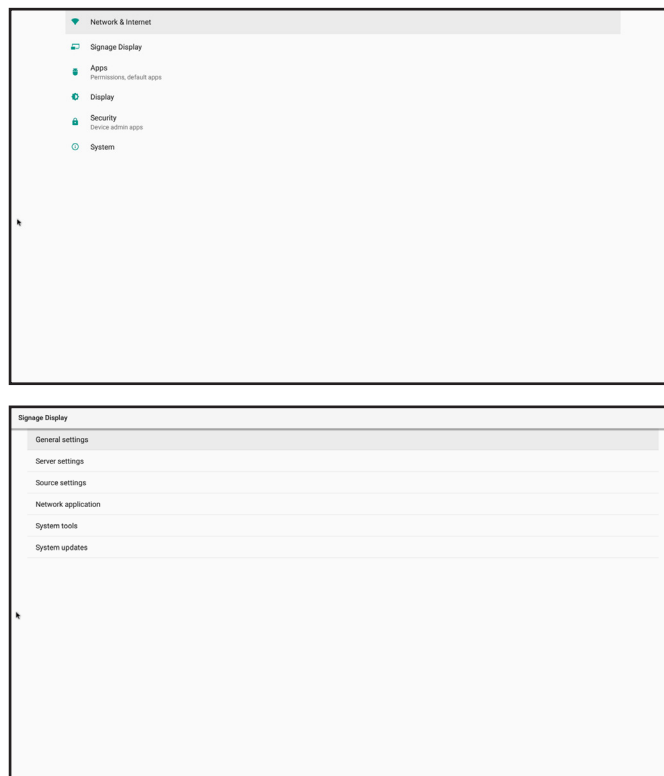 Network & Internet
Signage Display
Apps
Permissions, default apps
Display
Security
Device admin apps
System
Signage Display
General settings
Server settings
Source settings
Network application
System tools
System updates